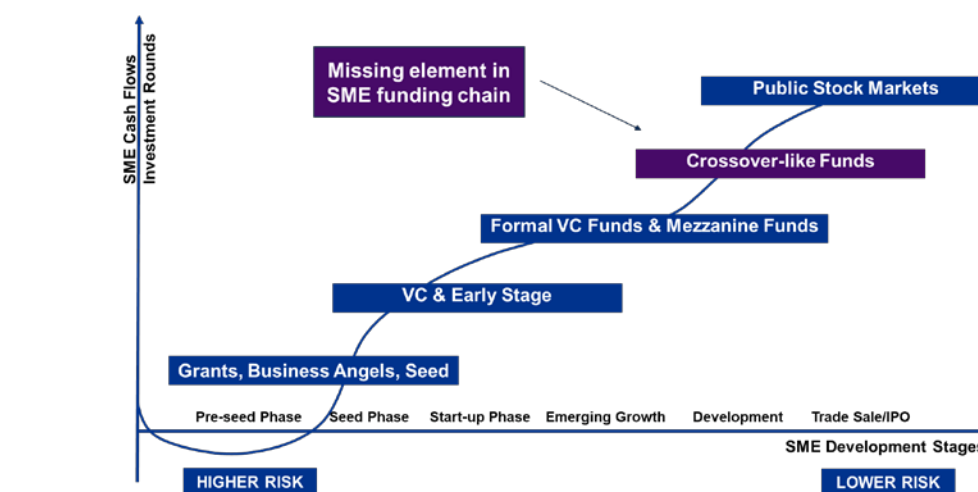 SME Cash Flows
Investment Rounds
Missing element in
SME funding chain
Public Stock Markets
Crossover-like Funds
Formal VC Funds & Mezzanine Funds
VC & Early Stage
Grants, Business Angels, Seed
Pre-seed Phase
Seed Phase
Start-up Phase
Emerging Growth
Development
Trade Sale/IPO
SME Development Stages
HIGHER RISK
LOWER RISK